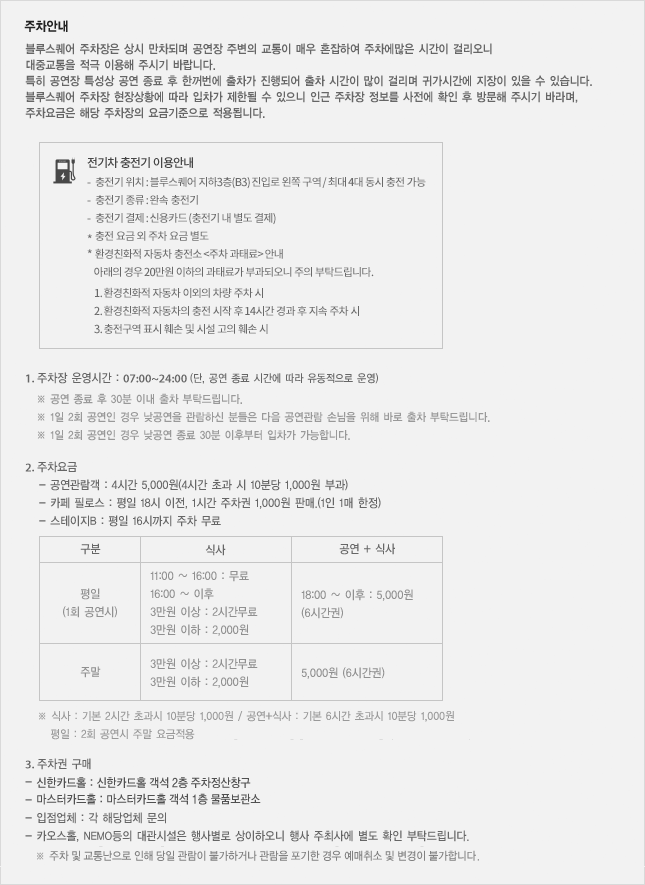 주차안내
블루스퀘어 주차장은 상시 만차되며 공연장 주변의 교통이 매우 혼잡하여 주차에많은 시간이 걸리오니
대중교통을 적극 이용해 주시기 바랍니다.
특히 공연장 특성상 공연 종료 후 한꺼번에 출차가 진행되어 출차 시간이 많이 걸리며 귀가시간에 지장이 있을 수 있습니다.
블루스퀘어 주차장 현장상황에 따라 입차가 제한될 수 있으니 인근 주차장 정보를 사전에 확인 후 방문해 주시기 바라며,
주차요금은 해당 주차장의 요금기준으로 적용됩니다.
전기차 충전기 이용안내
- 충전기 위치 : 블루스퀘어 지하3층(B3) 진입로 왼쪽 구역 / 최대 4대 동시 충전 가능
- 충전기 종류 : 완속 충전기
- 충전기 결제 : 신용카드 (충전기 내 별도 결제)
* 충전 요금 외 주차 요금 별도
* 환경친화적 자동차 충전소 <주차 과태료> 안내
아래의 경우 20만원 이하의 과태료가 부과되오니 주의 부탁드립니다.
1. 환경친화적 자동차 이외의 차량 주차 시
2. 환경친화적 자동차의 충전 시작 후 14시간 경과 후 지속 주차 시
3. 충전구역 표시 훼손 및 시설 고의 훼손 시
1. 주차장 운영시간 : 07:00~24:00 (단, 공연 종료 시간에 따라 유동적으로 운영)
※ 공연 종료 후 30분 이내 출차 부탁드립니다.
※ 1일 2회 공연인 경우 낮공연을 관람하신 분들은 다음 공연관람 손님을 위해 바로 출차 부탁드립니다.
※ 1일 2회 공연인 경우 낮공연 종료 30분 이후부터 입차가 가능합니다.
2. 주차요금
- 공연관람객 : 4시간 5,000원(4시간 초과 시 10분당 1,000원 부과)
- 카페 필로스 : 평일 18시 이전, 1시간 주차권 1,000원 판매.(1인 1매 한정)
- 스테이지B : 평일 16시까지 주차 무료
구분 식사 공연 + 식사
평일
(1회 공연시)
11:00 ~ 16:00 : 무료
16:00 ~ 이후
3만원 이상 : 2시간무료
3만원 이하 : 2,000원
18:00 ~ 이후 : 5,000원
(6시간권)
주말
3만원 이상 : 2시간무료
3만원 이하 : 2,000원
5,000원 (6시간권)
※ 식사 : 기본 2시간 초과시 10분당 1,000원 / 공연+식사 : 기본 6시간 초과시 10분당 1,000원
평일 : 2회 공연시 주말 요금적용
3. 주차권 구매
- 신한카드홀 : 신한카드홀 객석 2층 주차정산창구
- 마스터카드홀 : 마스터카드홀 객석 1층 물품보관소
- 입점업체 : 각 해당업체 문의
- 카오스홀, NEMO등의 대관시설은 행사별로 상이하오니 행사 주최사에 별도 확인 부탁드립니다.
※ 주차 및 교통난으로 인해 당일 관람이 불가하거나 관람을 포기한 경우 예매취소 및 변경이 불가합니다.